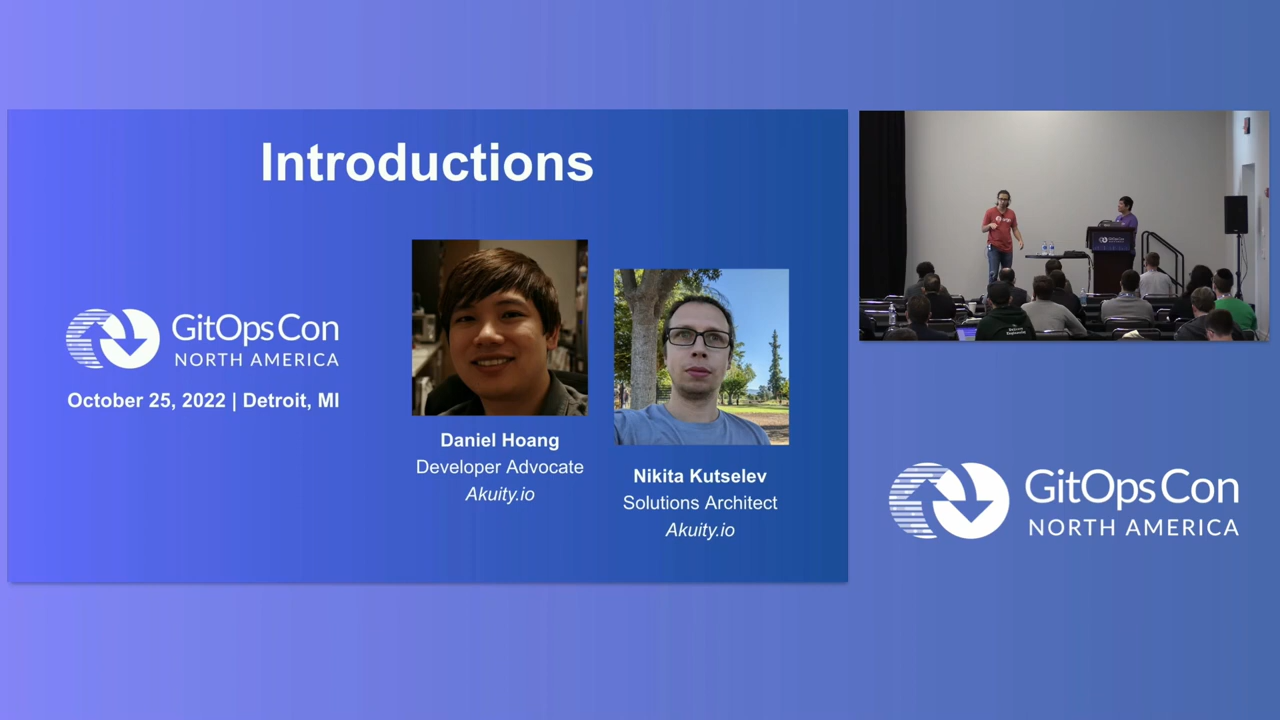 Introductions
GitOpsCon
NORTH AMERICA
October 25, 2022 | Detroit, MI
Daniel Hoang
Developer Advocate
Akuity.io
Nikita Kutselev
Solutions Architect
Akuity.io
GitOpsCon
GitOpsCon
NORTH AMERICA